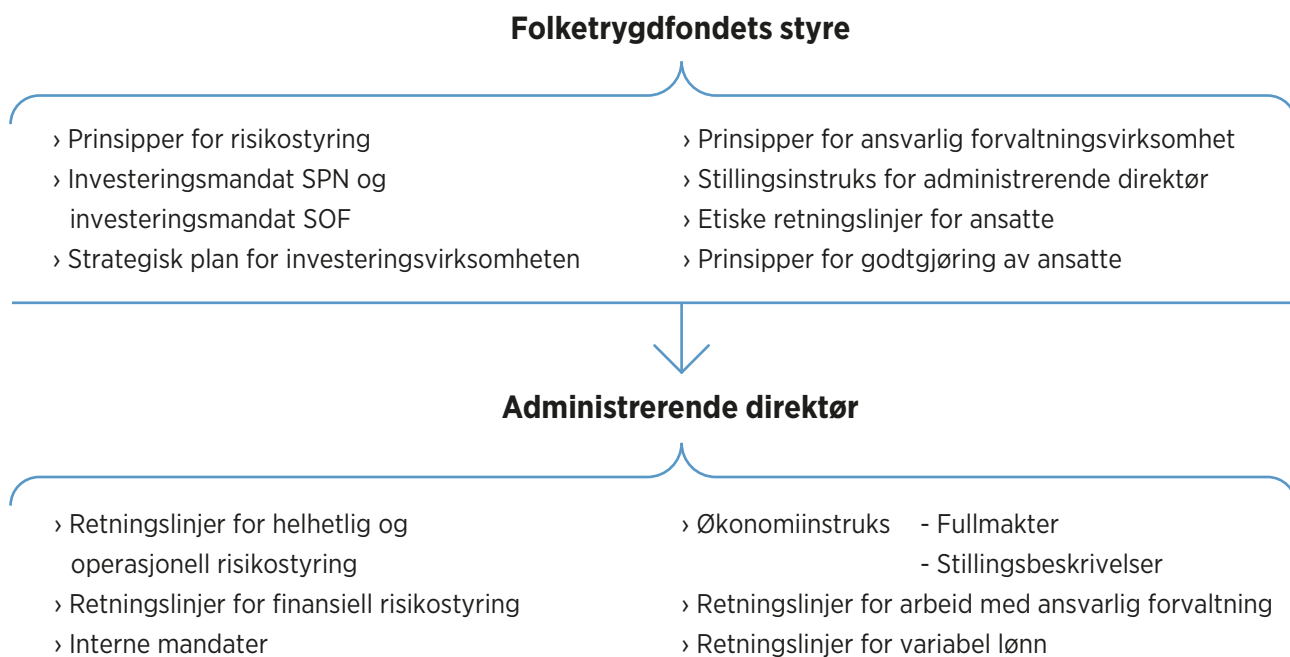 Folketrygdfondets styre
› Prinsipper for risikostyring
› Investeringsmandat SPN og
investeringsmandat SOF
› Strategisk plan for investeringsvirksomheten
› Prinsipper for ansvarlig forvaltningsvirksomhet
› Stillingsinstruks for administrerende direktør
› Etiske retningslinjer for ansatte
› Prinsipper for godtgjøring av ansatte
Administrerende direktør
› Retningslinjer for helhetlig og
operasjonell risikostyring
› Retningslinjer for finansiell risikostyring
› Interne mandater
› Økonomiinstruks - Fullmakter
- Stillingsbeskrivelser
› Retningslinjer for arbeid med ansvarlig forvaltning
› Retningslinjer for variabel lønn